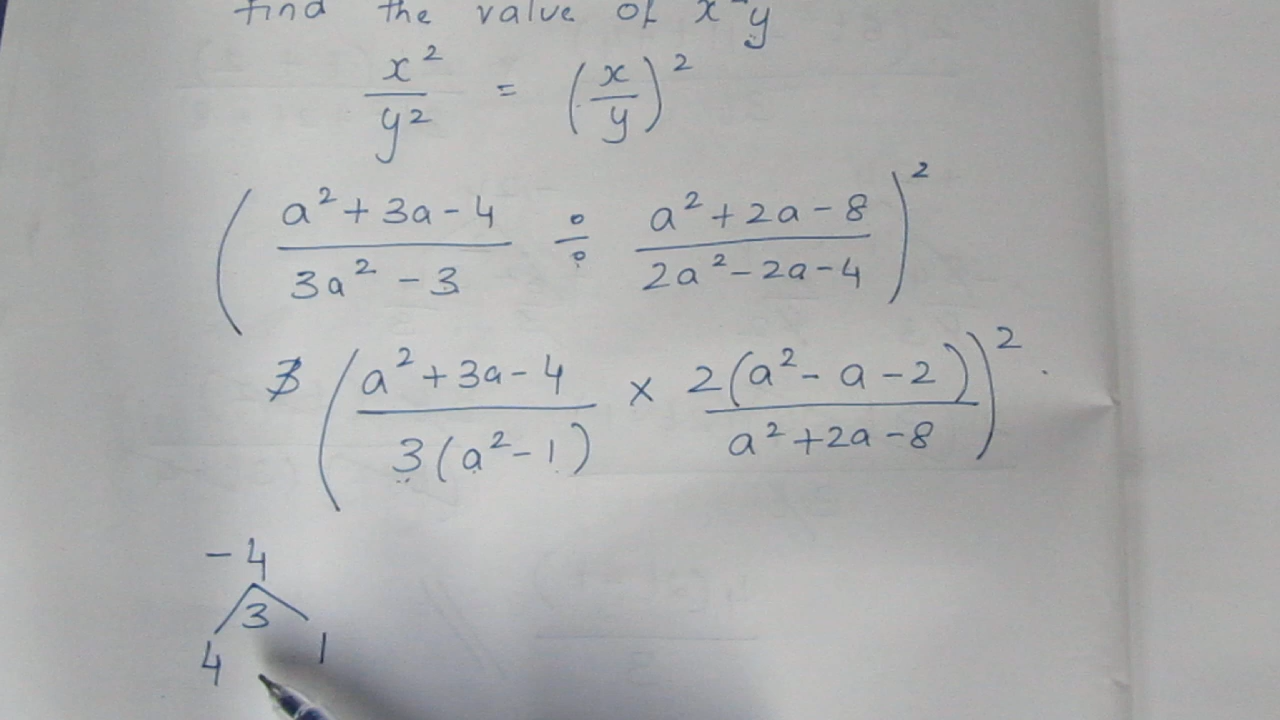 find the value of x⁻y
x²/y² = (x/y)²
(a²+3a-4 / 3a²-3 ÷ a²+2a-8 / 2a²-2a-4)²
(a²+3a-4 / 3(a²-1) × 2(a²-a-2) / a²+2a-8)²
-4
3
4 1